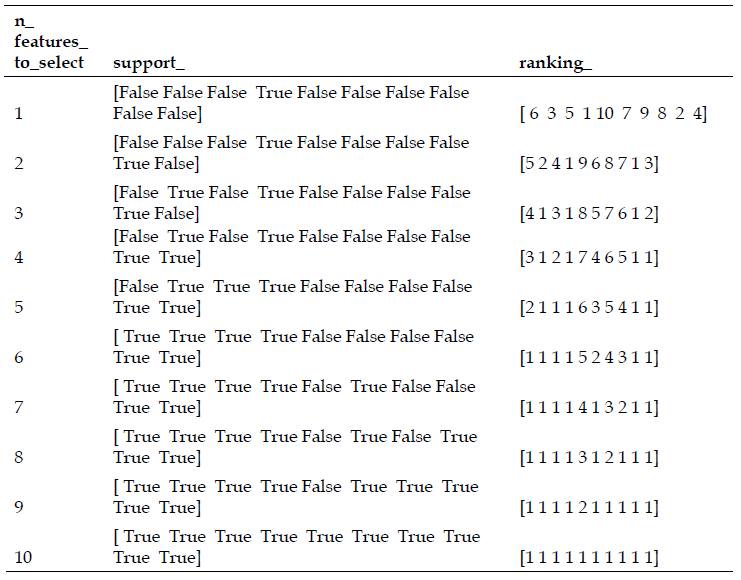 n_
features_
to_select support_ ranking_
[False False False True False False False False
1 False False] [ 6 3 5 1 10 7 9 8 2 4]
[False False False True False False False False
2 True False] [5 2 4 1 9 6 8 7 1 3]
[False True False True False False False False
3 True False] [4 1 3 1 8 5 7 6 1 2]
[False True False True False False False False
4 True True] [3 1 2 1 7 4 6 5 1 1]
[False True True True False False False False
5 True True] [2 1 1 1 6 3 5 4 1 1]
[ True True True True False False False False
6 True True] [1 1 1 1 5 2 4 3 1 1]
[ True True True True False True False False
7 True True] [1 1 1 1 4 1 3 2 1 1]
[ True True True True False True False True
8 True True] [1 1 1 1 3 1 2 1 1 1]
[ True True True True False True True True
9 True True] [1 1 1 1 2 1 1 1 1 1]
[ True True True True True True True True
10 True True] [1 1 1 1 1 1 1 1 1 1]